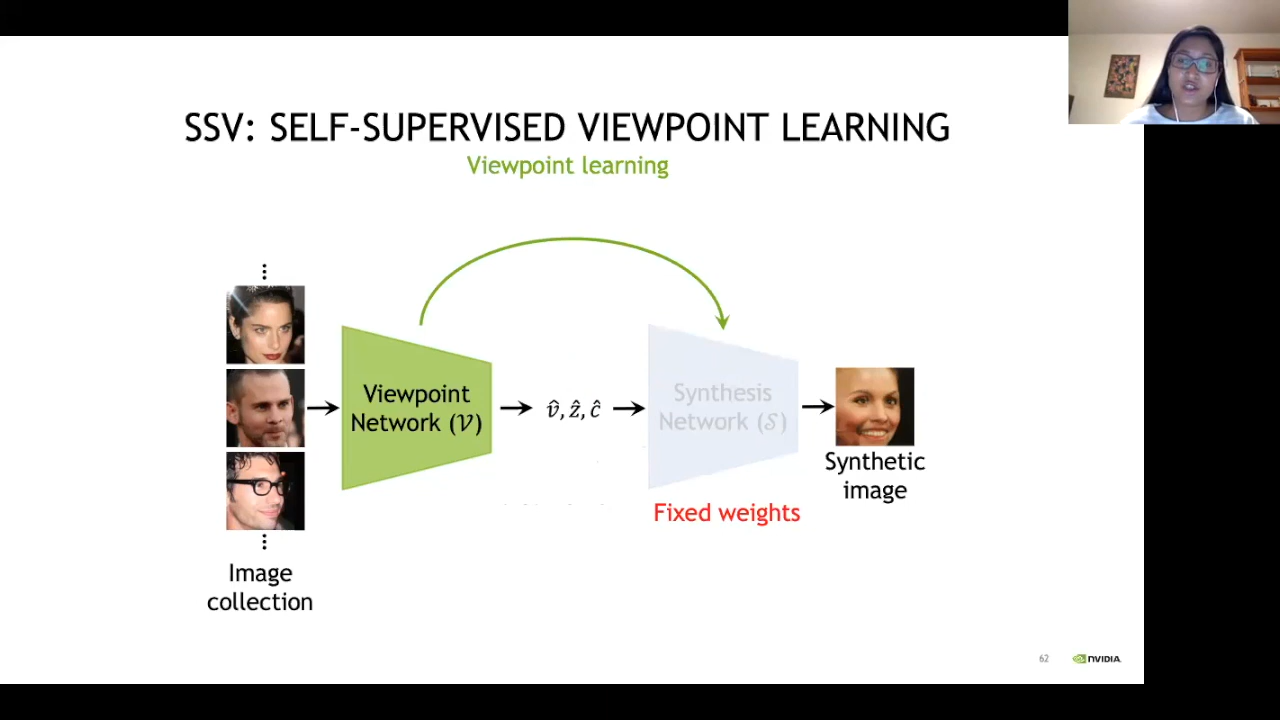 SSV: SELF-SUPERVISED VIEWPOINT LEARNING
Viewpoint learning
Viewpoint
Network (𝒱)
v̂, ẑ, ĉ
Synthesis
Network (𝒮)
Synthetic
image
Fixed weights
Image
collection
62
NVIDIA.